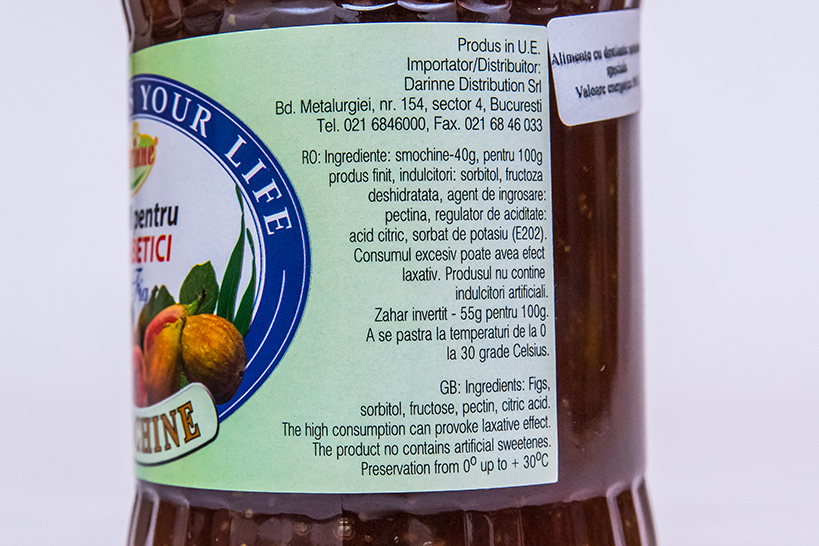 YOUR LIFE
pentru
CHINE
Produs in U.E.
Importator/Distribuitor:
Darinne Distribution Srl
Bd. Metalurgiei, nr. 154, sector 4, Bucuresti
Tel. 021 6846000, Fax. 021 68 46 033
RO: Ingrediente: smochine-40g, pentru 100g
produs finit, indulcitori: sorbitol, fructoza
deshidratata, agent de ingrosare:
pectina, regulator de aciditate:
acid citric, sorbat de potasiu (E202).
Consumul excesiv poate avea efect
laxativ. Produsul nu contine
indulcitori artificiali.
Zahar invertit - 55g pentru 100g.
A se pastra la temperaturi de la 0
la 30 grade Celsius.
GB: Ingredients: Figs,
sorbitol, fructose, pectin, citric acid.
The high consumption can provoke laxative effect.
The product no contains artificial sweetenes.
Preservation from 0⁰ up to + 30⁰C
Alimente cu
Valoare